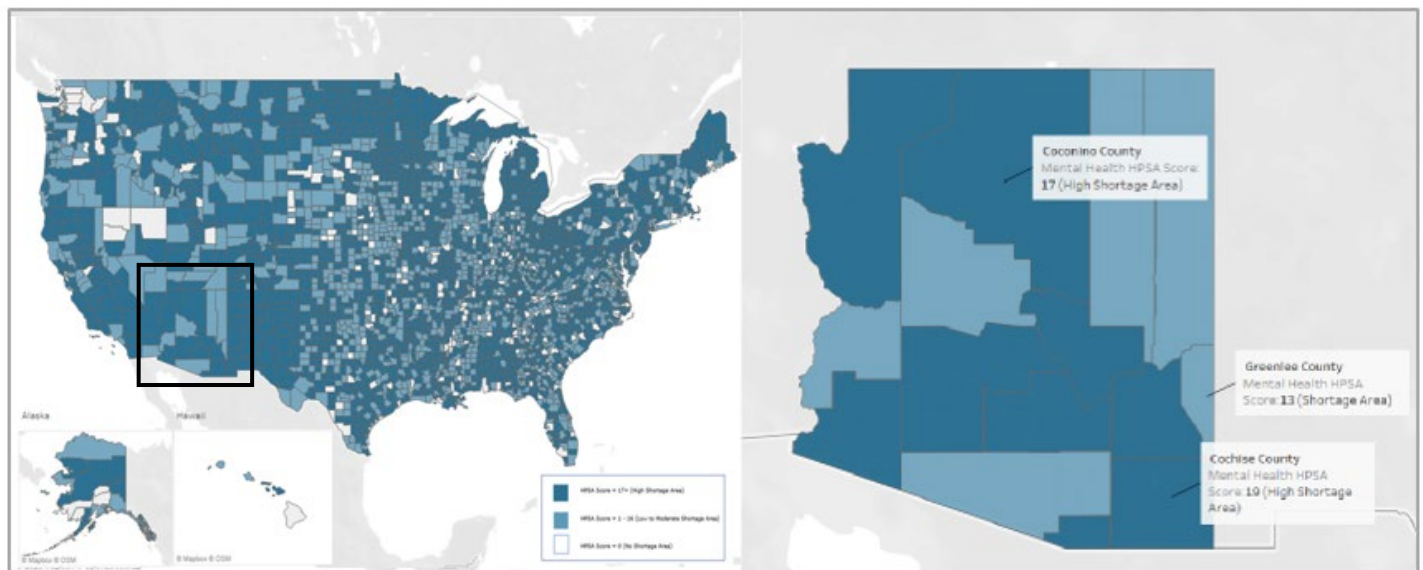 Alaska
Hawaii
© Mapbox © OSM
© Mapbox © OSM
HPSA Score = 17+ (High Shortage Area)
HPSA Score = 1 - 16 (Low to Moderate Shortage Area)
HPSA Score = 0 (No Shortage Area)
Coconino County
Mental Health HPSA Score:
17 (High Shortage Area)
Greenlee County
Mental Health HPSA
Score: 13 (Shortage Area)
Cochise County
Mental Health HPSA
Score: 19 (High Shortage
Area)